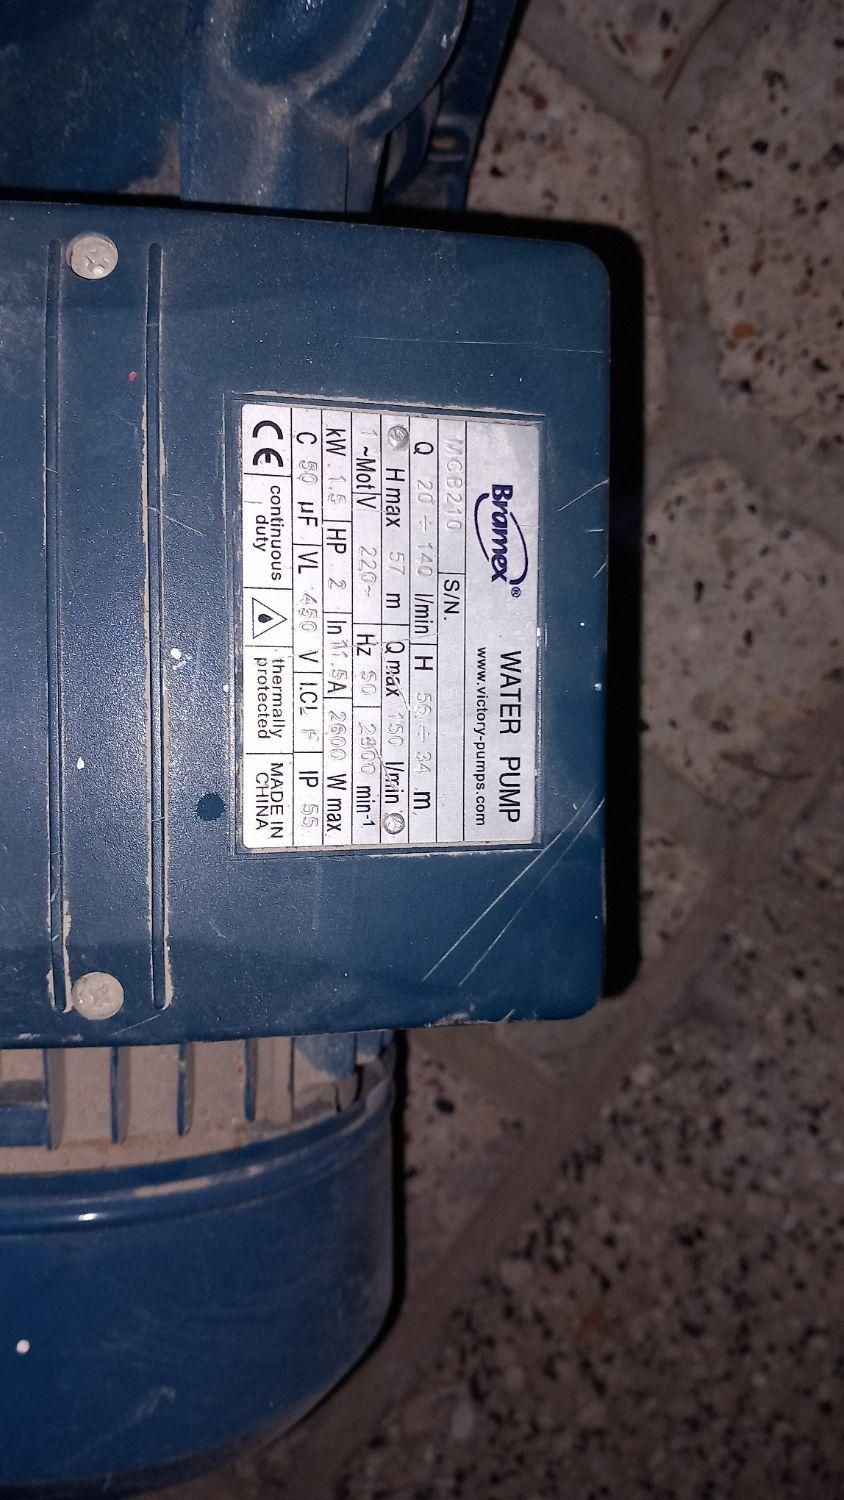 Bramex® WATER PUMP
www.victory-pumps.com
MCB210 S/N.
Q 20 ÷ 140 l/min H 56 ÷ 34 m
H max 57 m Q max 150 l/min
1 ~Mot V 220~ Hz 50 2900 min-1
kW 1.5 HP 2 In 11.5A 2600 W max
C 50 µF VL 450 V I.CL F IP 55
CE continuous duty thermally protected MADE IN CHINA